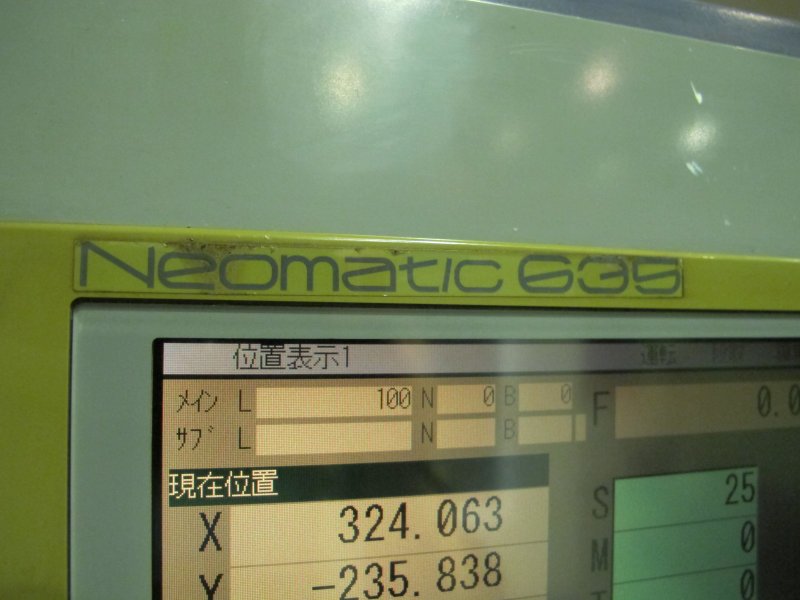 Neomatic 635
位置表示1
メイン L 100 N 0 B 0 F 0.0
サブ L N B
現在位置
X 324.063 S 25
Y -235.838 M 0
T 0